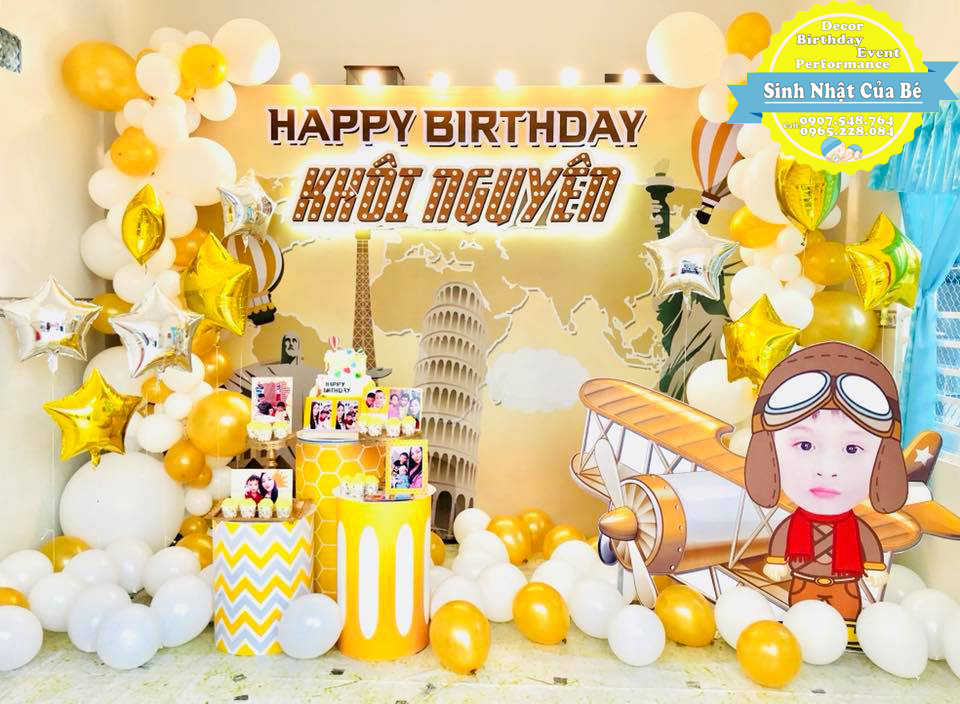 HAPPY BIRTHDAY
KHÔI NGUYÊN
HAPPY
BIRTHDAY
Decor
Birthday
Event
Performance
Sinh Nhật Của Bé
Call
0907.548.764
0965.228.084